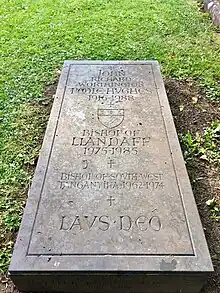 JOHN
RICHARD
WORTHINGTON
POOLE-HUGHES
1916-1988
BISHOP OF
LLANDAFF
1975-1985
BISHOP OF SOUTH-WEST
TANGANYIKA 1962-1974
LAVS·DEO